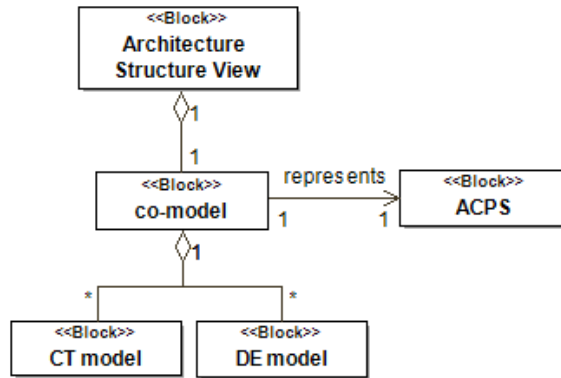 <<Block>>
Architecture
Structure View
1
1
<<Block>>
co-model
represents
1
1
<<Block>>
ACPS
1
*
*
<<Block>>
CT model
<<Block>>
DE model